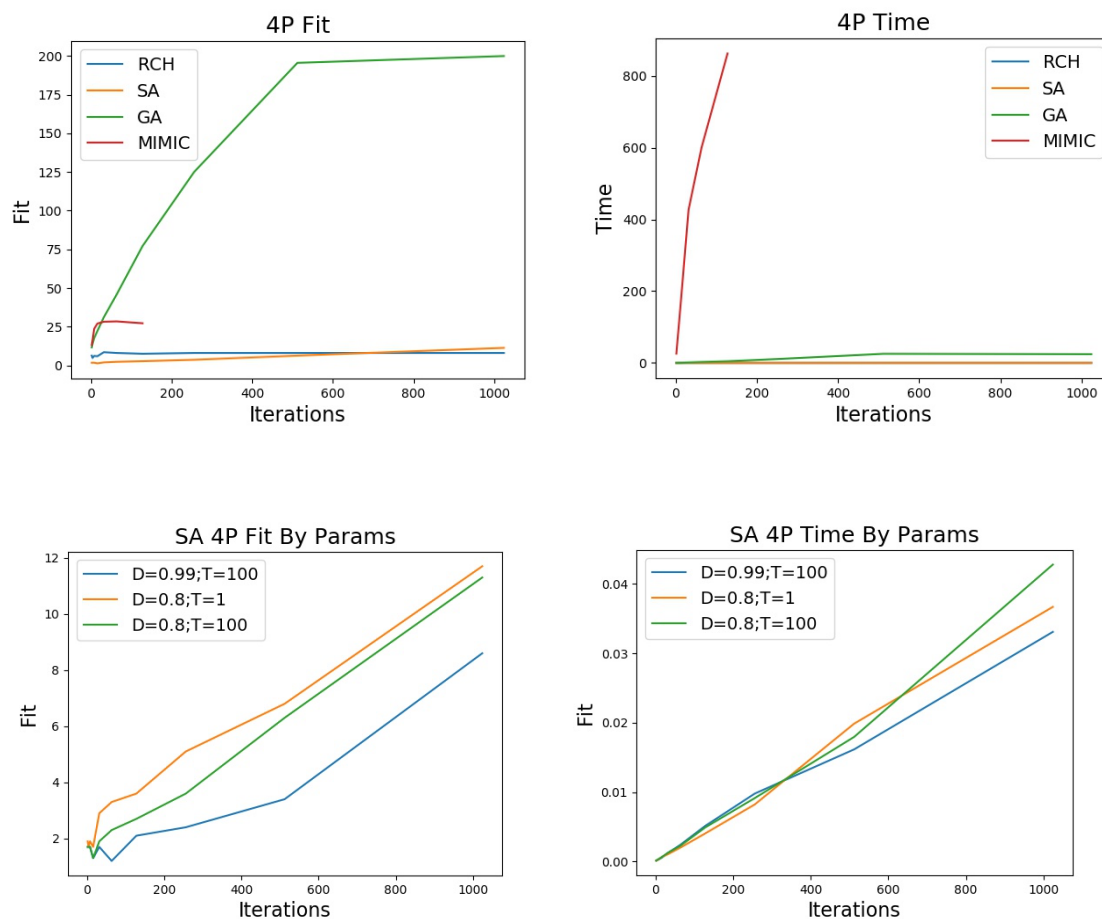 4P Fit
RCH
SA
GA
MIMIC
Fit
200
175
150
125
100
75
50
25
0
0 200 400 600 800 1000
Iterations
4P Time
RCH
SA
GA
MIMIC
Time
800
600
400
200
0
0 200 400 600 800 1000
Iterations
SA 4P Fit By Params
D=0.99;T=100
D=0.8;T=1
D=0.8;T=100
Fit
12
10
8
6
4
2
0 200 400 600 800 1000
Iterations
SA 4P Time By Params
D=0.99;T=100
D=0.8;T=1
D=0.8;T=100
Fit
0.04
0.03
0.02
0.01
0.00
0 200 400 600 800 1000
Iterations